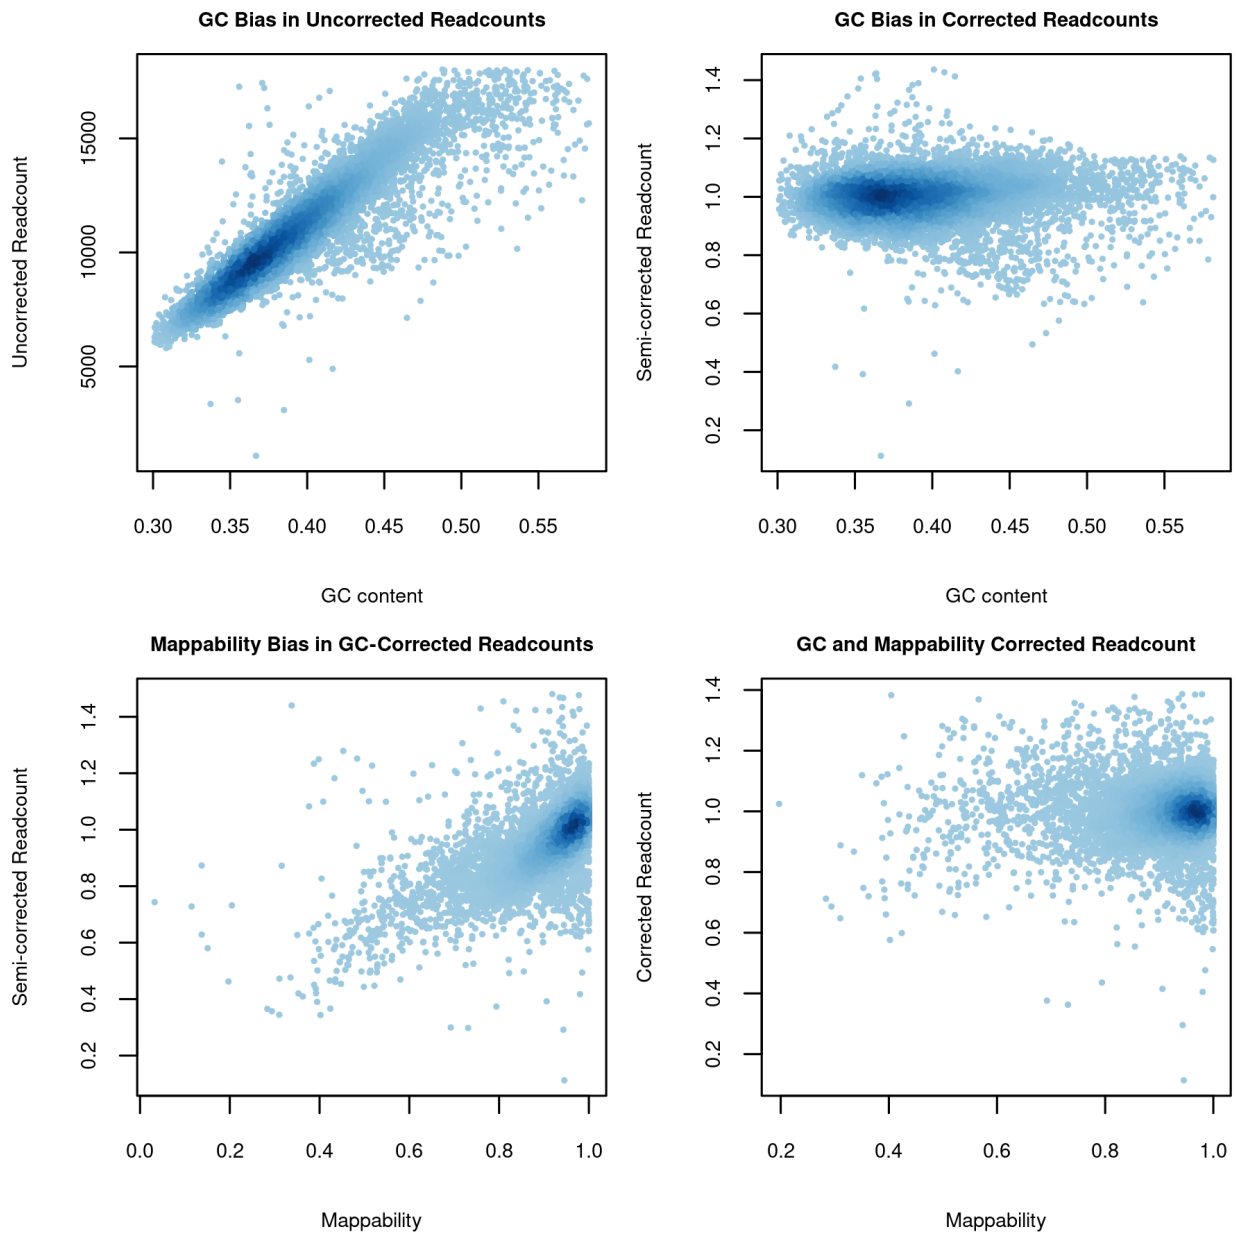 GC Bias in Uncorrected Readcounts
Uncorrected Readcount
15000
10000
5000
0.30 0.35 0.40 0.45 0.50 0.55
GC content
GC Bias in Corrected Readcounts
Semi-corrected Readcount
1.4
1.2
1.0
0.8
0.6
0.4
0.2
0.30 0.35 0.40 0.45 0.50 0.55
GC content
Mappability Bias in GC-Corrected Readcounts
Semi-corrected Readcount
1.4
1.2
1.0
0.8
0.6
0.4
0.2
0.0 0.2 0.4 0.6 0.8 1.0
Mappability
GC and Mappability Corrected Readcount
Corrected Readcount
1.4
1.2
1.0
0.8
0.6
0.4
0.2
0.2 0.4 0.6 0.8 1.0
Mappability